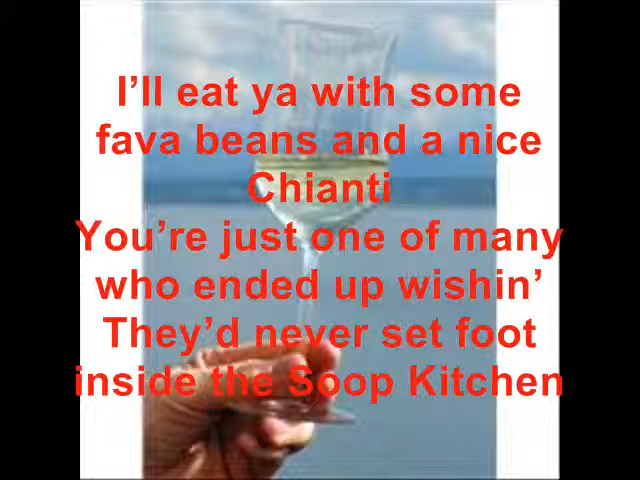 I’ll eat ya with some
fava beans and a nice
Chianti
You’re just one of many
who ended up wishin’
They’d never set foot
inside the Soop Kitchen